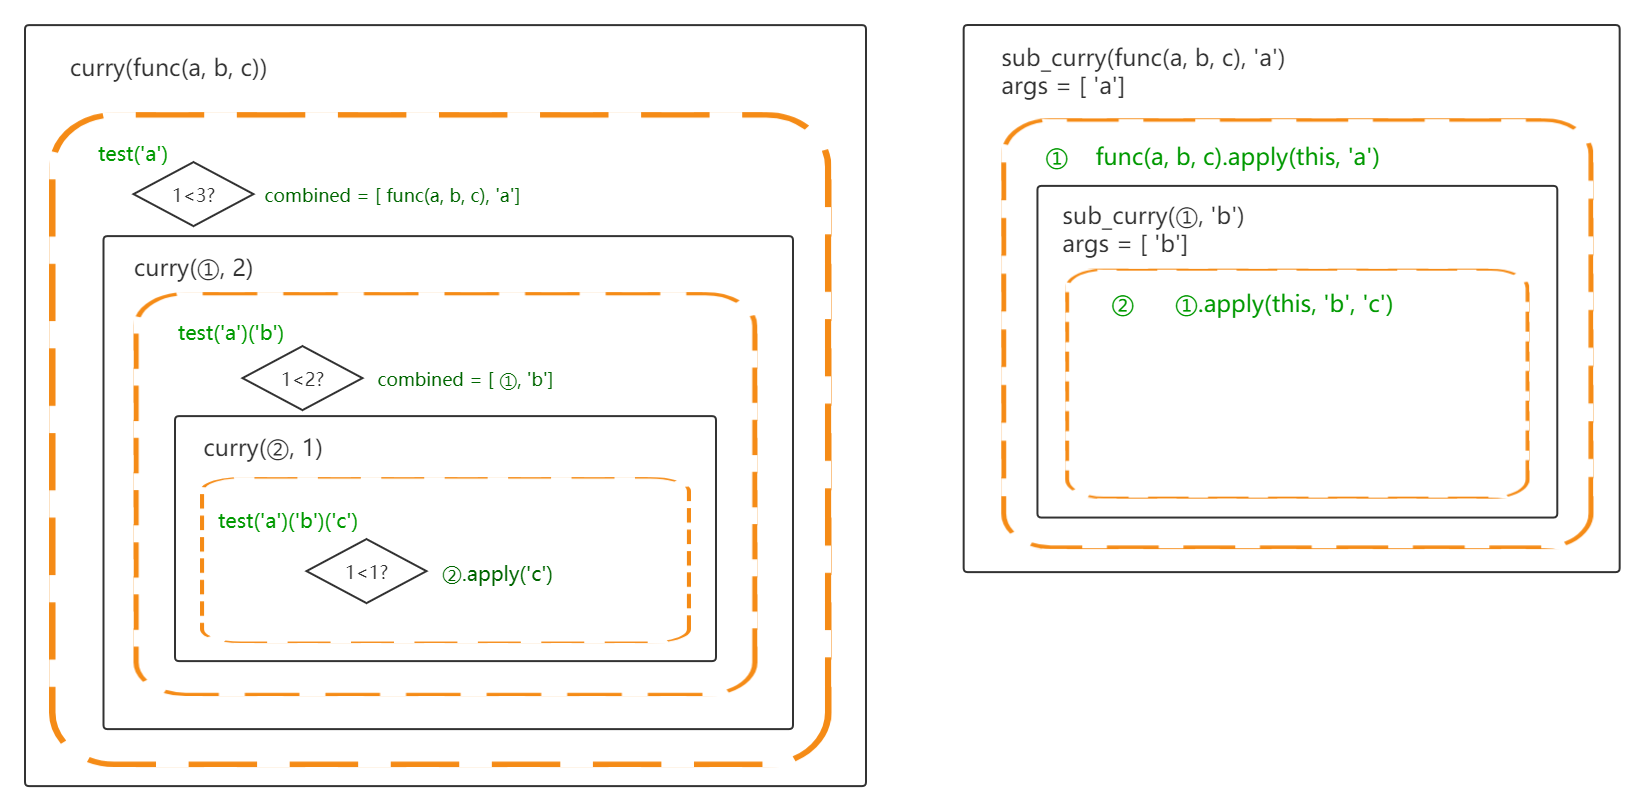 curry(func(a, b, c))
test('a')
1<3?
combined = [ func(a, b, c), 'a']
curry(①, 2)
test('a')('b')
1<2?
combined = [ ①, 'b']
curry(②, 1)
test('a')('b')('c')
1<1?
②.apply('c')
sub_curry(func(a, b, c), 'a')
args = [ 'a']
① func(a, b, c).apply(this, 'a')
sub_curry(①, 'b')
args = [ 'b']
② ①.apply(this, 'b', 'c')